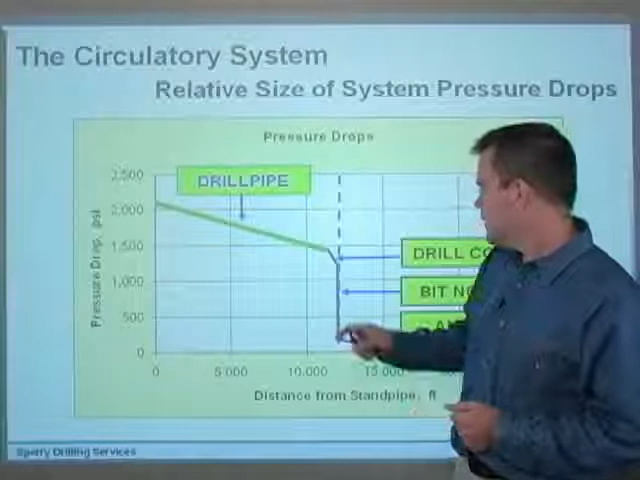 The Circulatory System
Relative Size of System Pressure Drops
Pressure Drops
2,500
DRILLPIPE
2,000
1,500
DRILL
1,000
BIT
500
0
0
5 000
10.000
15 000
Pressure Drop, psi
Distance from Standpipe, ft
Sperry Drilling Services